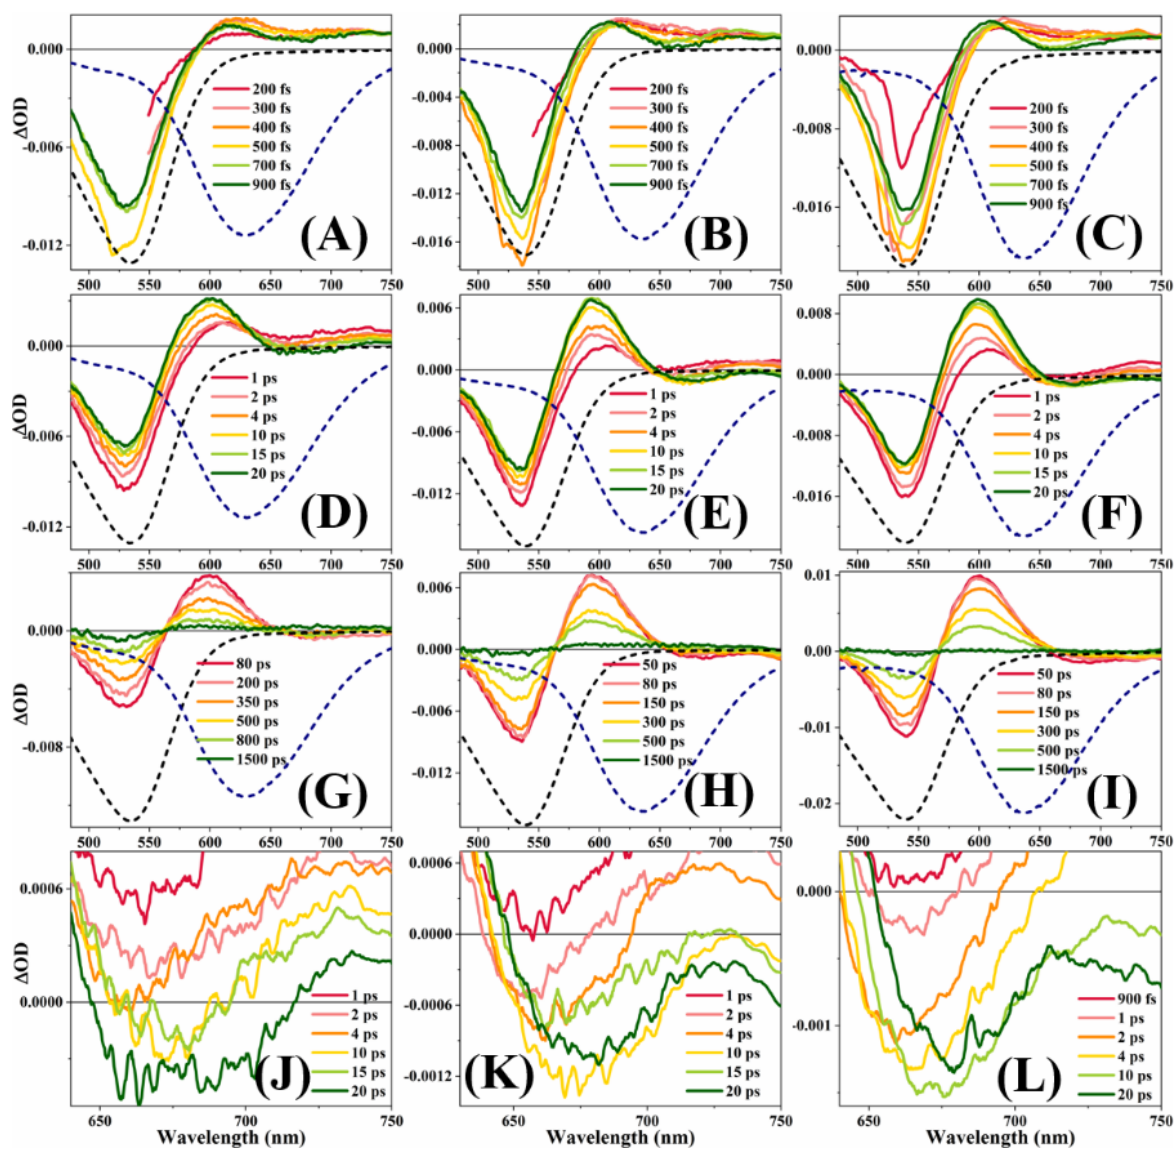 0.000
-0.006
-0.012
ΔOD
200 fs
300 fs
400 fs
500 fs
700 fs
900 fs
(A)
500 550 600 650 700 750
0.000
-0.004
-0.008
-0.012
-0.016
200 fs
300 fs
400 fs
500 fs
700 fs
900 fs
(B)
500 550 600 650 700 750
0.000
-0.008
-0.016
200 fs
300 fs
400 fs
500 fs
700 fs
900 fs
(C)
500 550 600 650 700 750
0.000
-0.006
-0.012
ΔOD
1 ps
2 ps
4 ps
10 ps
15 ps
20 ps
(D)
500 550 600 650 700 750
0.006
0.000
-0.006
-0.012
1 ps
2 ps
4 ps
10 ps
15 ps
20 ps
(E)
500 550 600 650 700 750
0.008
0.000
-0.008
-0.016
1 ps
2 ps
4 ps
10 ps
15 ps
20 ps
(F)
500 550 600 650 700 750
0.000
-0.008
ΔOD
80 ps
200 ps
350 ps
500 ps
800 ps
1500 ps
(G)
500 550 600 650 700 750
0.006
0.000
-0.006
-0.012
50 ps
80 ps
150 ps
300 ps
500 ps
1500 ps
(H)
500 550 600 650 700 750
0.01
0.00
-0.01
-0.02
50 ps
80 ps
150 ps
300 ps
500 ps
1500 ps
(I)
500 550 600 650 700 750
0.0006
0.0000
ΔOD
1 ps
2 ps
4 ps
10 ps
15 ps
20 ps
(J)
650 700 750
Wavelength (nm)
0.0006
0.0000
-0.0006
-0.0012
1 ps
2 ps
4 ps
10 ps
15 ps
20 ps
(K)
650 700 750
Wavelength (nm)
0.000
-0.001
900 fs
1 ps
2 ps
4 ps
10 ps
20 ps
(L)
650 700 750
Wavelength (nm)